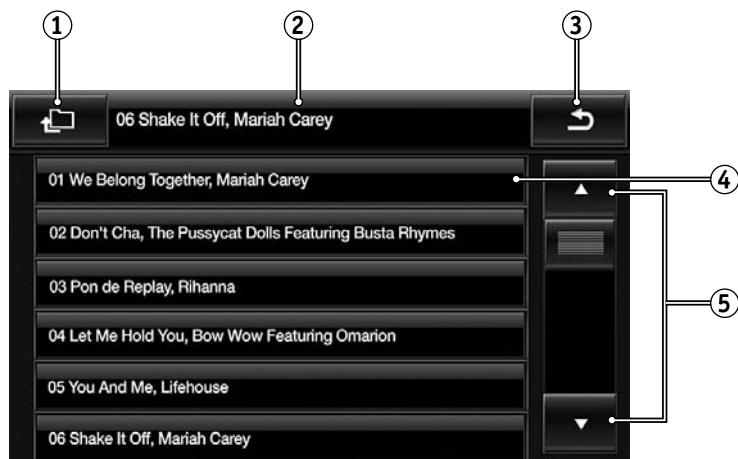 1 2 3
06 Shake It Off, Mariah Carey
01 We Belong Together, Mariah Carey
4
02 Don't Cha, The Pussycat Dolls Featuring Busta Rhymes
03 Pon de Replay, Rihanna
5
04 Let Me Hold You, Bow Wow Featuring Omarion
05 You And Me, Lifehouse
06 Shake It Off, Mariah Carey